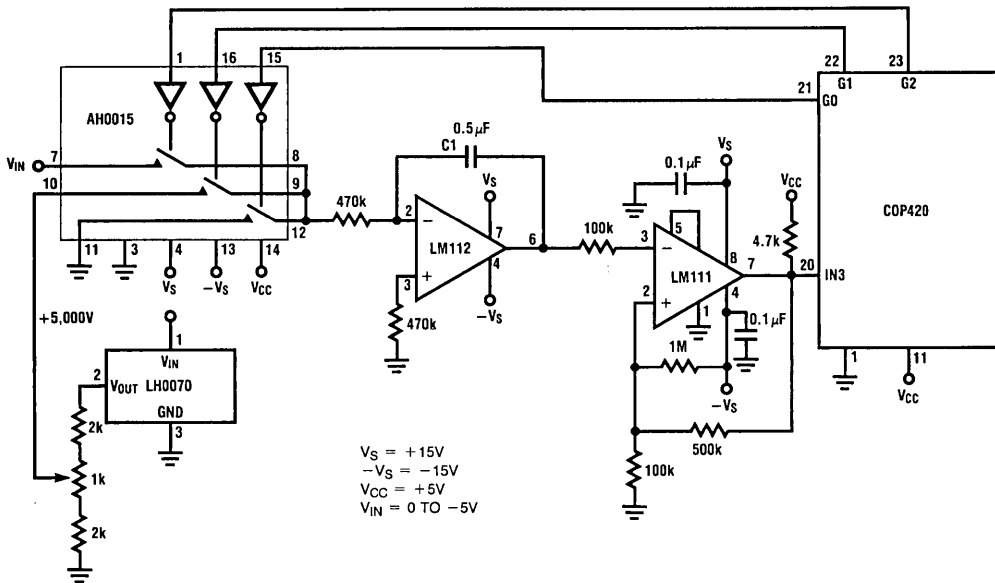 1
16
15
22
23
G1
G2
21
G0
AH0015
0.5µF
C1
VS
0.1µF
VS
VCC
VIN
7
8
10
9
12
470k
2
−
7
LM112
6
100k
3
−
5
8
4.7k
COP420
LM111
7
20
IN3
11
3
4
13
14
VS
−VS
VCC
3
+
4
−VS
470k
2
+
1
4
0.1µF
1M
−VS
1
11
VCC
+5,000V
1
VIN
2
VOUT
LH0070
GND
3
2k
1k
2k
500k
100k
VS = +15V
−VS = −15V
VCC = +5V
VIN = 0 TO −5V